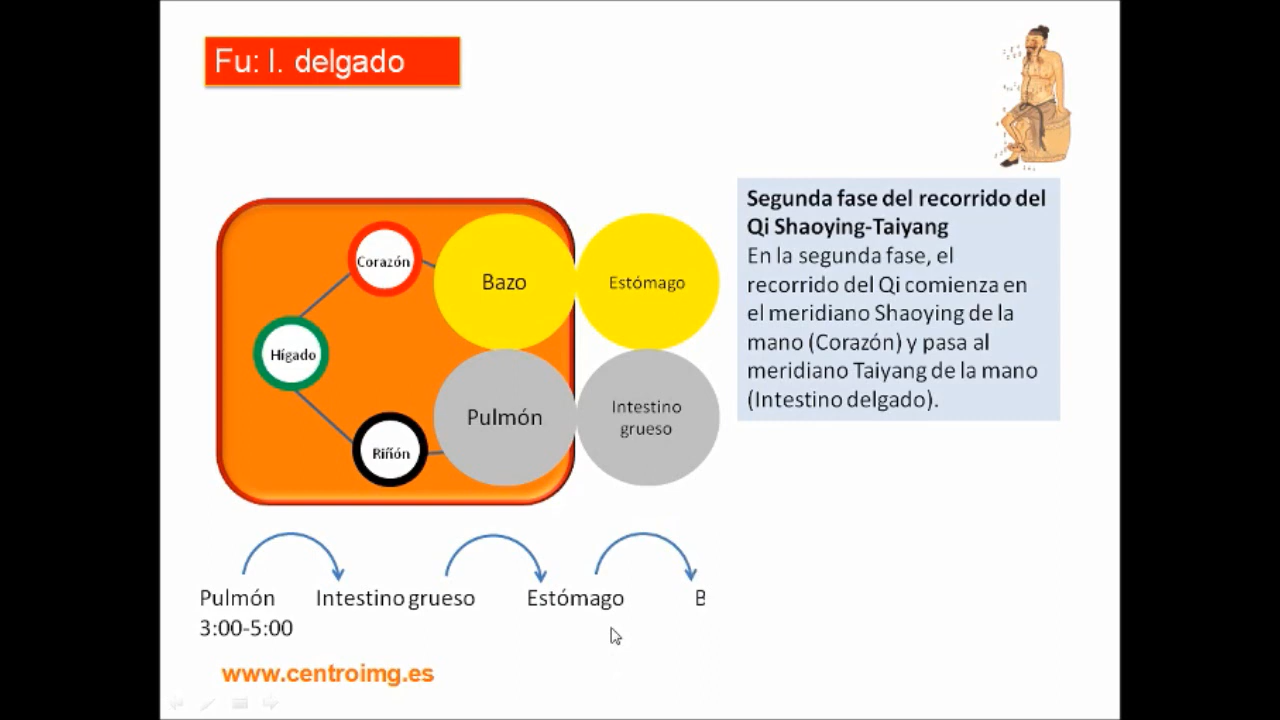 Fu: I. delgado
Segunda fase del recorrido del
Qi Shaoying-Taiyang
En la segunda fase, el
recorrido del Qi comienza en
el meridiano Shaoying de la
mano (Corazón) y pasa al
meridiano Taiyang de la mano
(Intestino delgado).
Corazón
Bazo
Estómago
Hígado
Pulmón
Intestino
grueso
Riñón
Pulmón
Intestino grueso
Estómago
B
3:00-5:00
www.centroimg.es